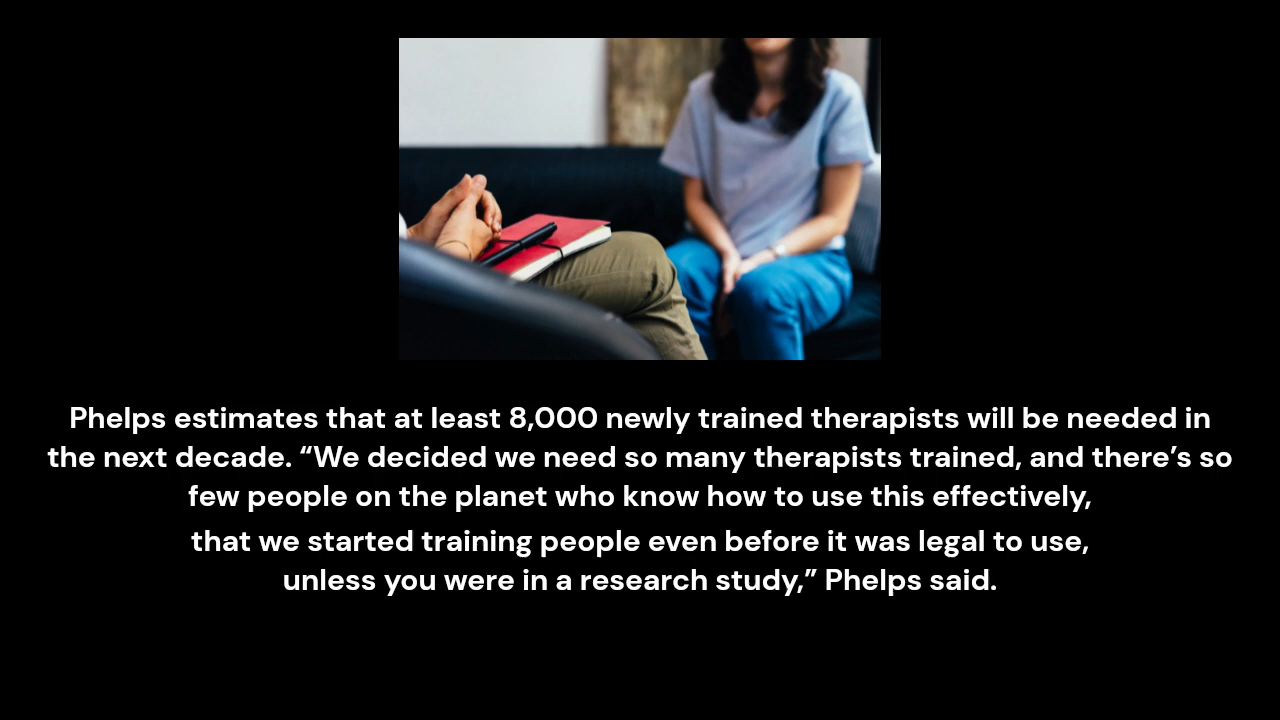 Phelps estimates that at least 8,000 newly trained therapists will be needed in
the next decade. “We decided we need so many therapists trained, and there’s so
few people on the planet who know how to use this effectively,
that we started training people even before it was legal to use,
unless you were in a research study,” Phelps said.